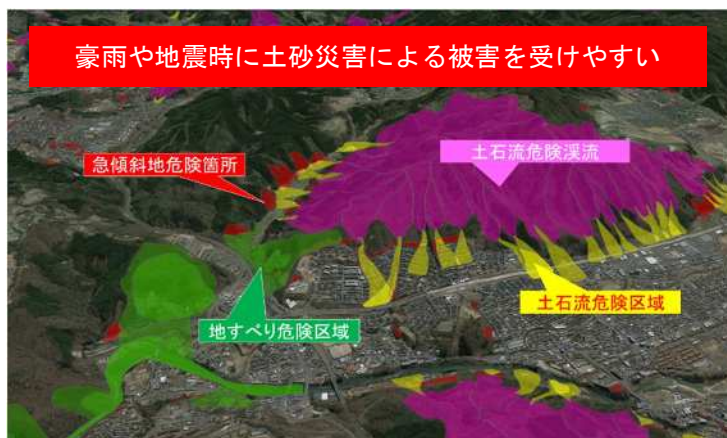 豪雨や地震時に土砂災害による被害を受けやすい
土石流危険渓流
急傾斜地危険箇所
土石流危険区域
地すべり危険区域